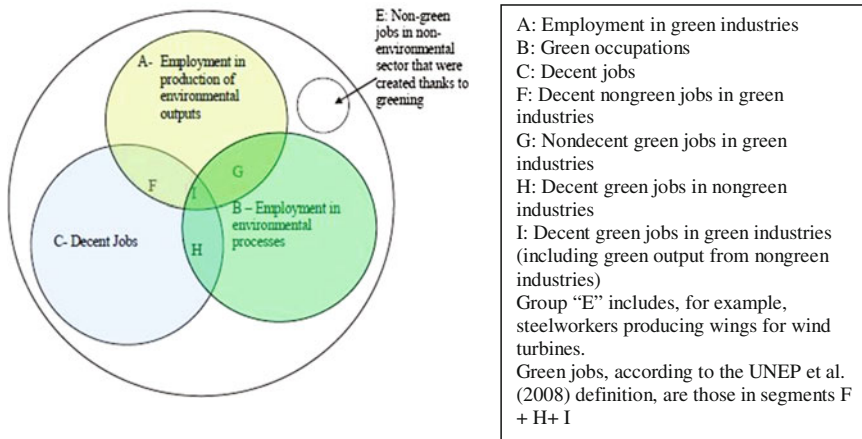 E: Non-green
jobs in non-
environmental
sector that were
created thanks to
greening
A- Employment in
production of
environmental
outputs
F
I
G
B – Employment in
environmental
processes
C- Decent Jobs
H
A: Employment in green industries
B: Green occupations
C: Decent jobs
F: Decent nongreen jobs in green
industries
G: Nondecent green jobs in green
industries
H: Decent green jobs in nongreen
industries
I: Decent green jobs in green industries
(including green output from nongreen
industries)
Group “E” includes, for example,
steelworkers producing wings for wind
turbines.
Green jobs, according to the UNEP et al.
(2008) definition, are those in segments F
+ H+ I